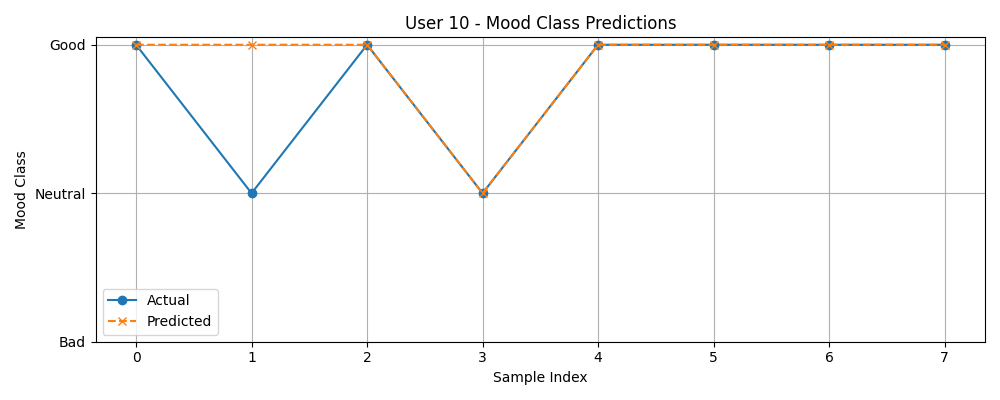 User 10 - Mood Class Predictions
Good
Neutral
Bad
Mood Class
Actual
Predicted
0 1 2 3 4 5 6 7
Sample Index